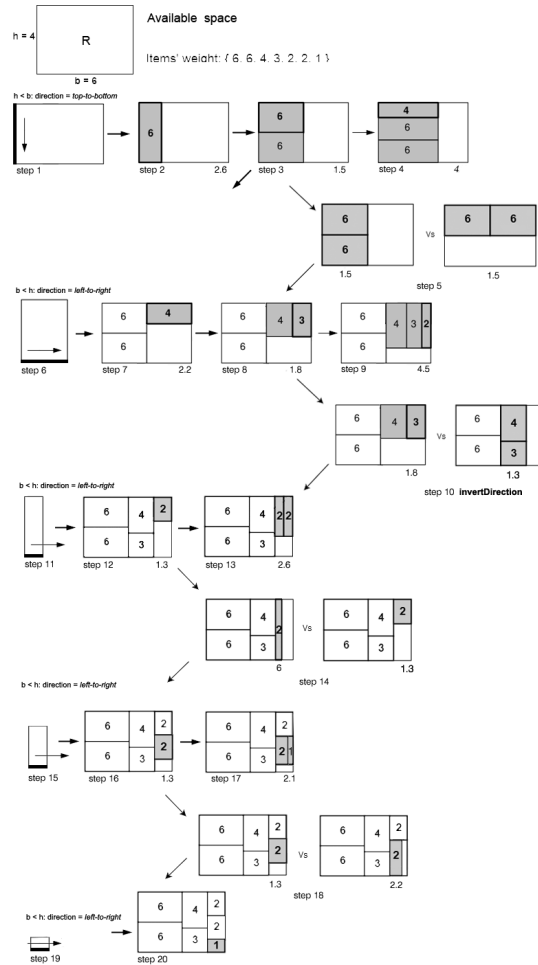 Available space
h = 4
R
b = 6
Items' weight: { 6, 6, 4, 3, 2, 2, 1 }
h < b: direction = top-to-bottom
6
6
6
4
6
6
step 1
step 2
2.6
step 3
1.5
step 4
4
6
6
Vs
6
6
1.5
1.5
step 5
b < h: direction = left-to-right
6
4
6
6
4
3
6
6
4
3
2
6
step 6
step 7
2.2
step 8
1.8
step 9
4.5
6
4
3
6
Vs
6
4
6
3
1.8
1.3
step 10 invertDirection
b < h: direction = left-to-right
6
4
2
6
3
6
4
2
2
6
3
step 11
step 12
1.3
step 13
2.6
6
4
2
6
3
Vs
6
4
2
6
3
6
1.3
step 14
b < h: direction = left-to-right
6
4
2
6
3
2
6
4
2
6
3
2
1
step 15
step 16
1.3
step 17
2.1
6
4
2
6
3
2
Vs
6
4
2
6
3
2
1.3
2.2
step 18
b < h: direction = left-to-right
6
4
2
2
6
3
1
step 19
step 20